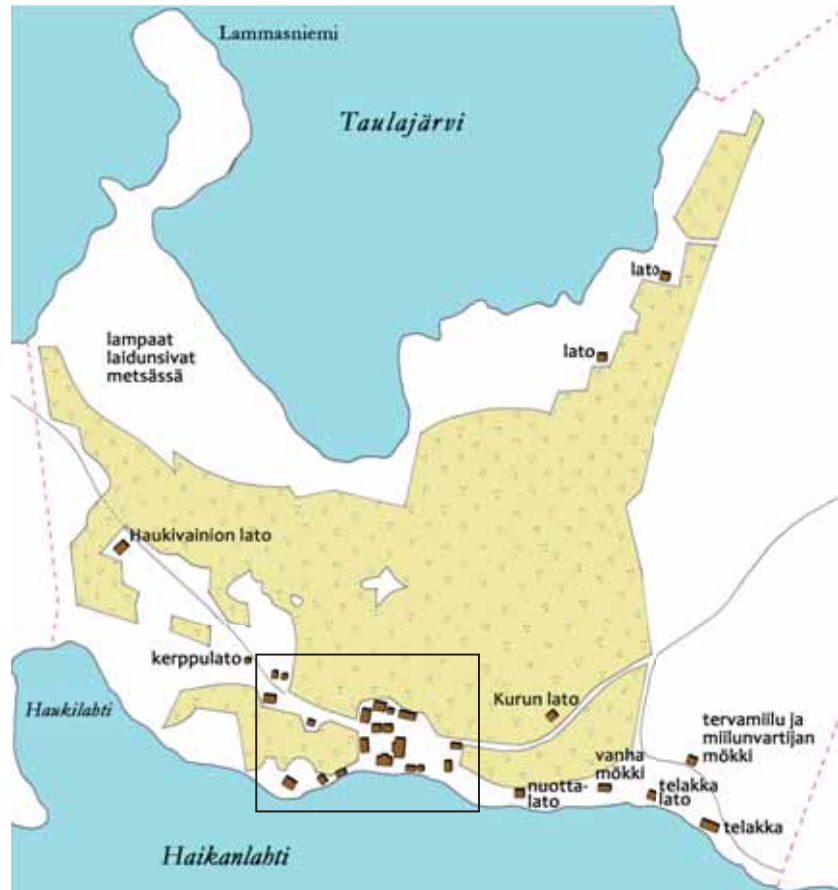 Lammasniemi
Taulajärvi
lato
lato
lampaat
laidunsivat
metsässä
Haukivainion lato
kerppulato
Haukilahti
Kurun lato
tervamiilu ja
miilunvartijan
mökki
vanha
mökki
nuotta-
lato
telakka
lato
telakka
Haikanlahti